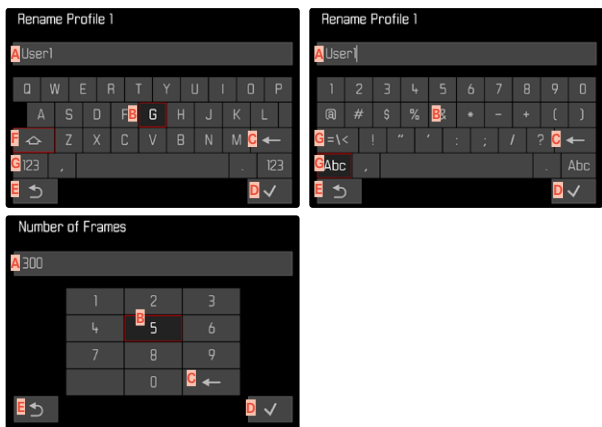 Rename Profile 1
A User1
Q W E R T Y U I O P
A S D F B G H J K L
F Z X C V B N M C ←
G 123 , . 123
E D ✓
Rename Profile 1
A User1
1 2 3 4 5 6 7 8 9 0
@ # $ % B & * - + ( )
G =\< ! " ' : ; / ? C ←
G Abc , . Abc
E D ✓
Number of Frames
A 300
1 2 3
B
4 5 6
7 8 9
0 C ←
E D ✓